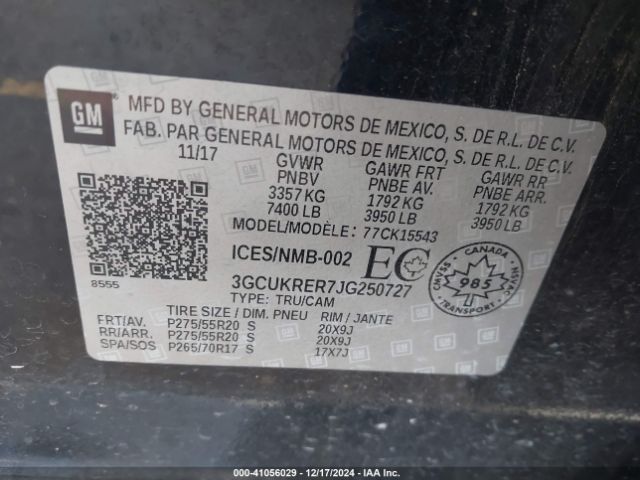 GM
MFD BY GENERAL MOTORS DE MEXICO, S. DE R.L. DE C.V.
FAB. PAR GENERAL MOTORS DE MEXICO, S. DE R.L. DE C.V.
11/17 GVWR GAWR FRT GAWR RR
PNBV PNBE AV. PNBE ARR.
3357 KG 1792 KG 1792 KG
7400 LB 3950 LB 3950 LB
MODEL/MODÈLE: 77CK15543
ICES/NMB-002 EC
CMVSS - CANADA - NSVAC
985
TRANSPORT
8555
3GCUKRER7JG250727
TYPE: TRU/CAM
TIRE SIZE / DIM. PNEU RIM / JANTE
FRT/AV. P275/55R20 S 20X9J
RR/ARR. P275/55R20 S 20X9J
SPA/SOS P265/70R17 S 17X7J
000-41056029 - 12/17/2024 - IAA Inc.